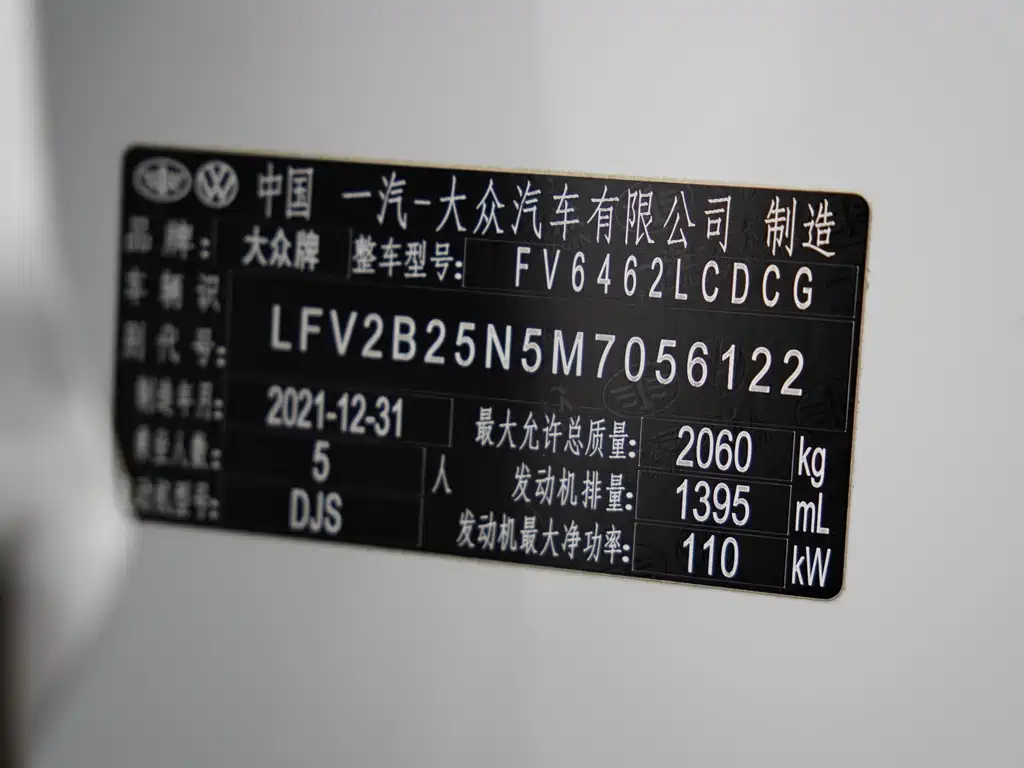 中国 一汽-大众汽车有限公司 制造
品牌: 大众牌 整车型号: FV6462LCDCG
车辆识
别代号: LFV2B25N5M7056122
制造年月: 2021-12-31 最大允许总质量: 2060 kg
乘坐人数: 5 人 发动机排量: 1395 mL
发动机型号: DJS 发动机最大净功率: 110 kW